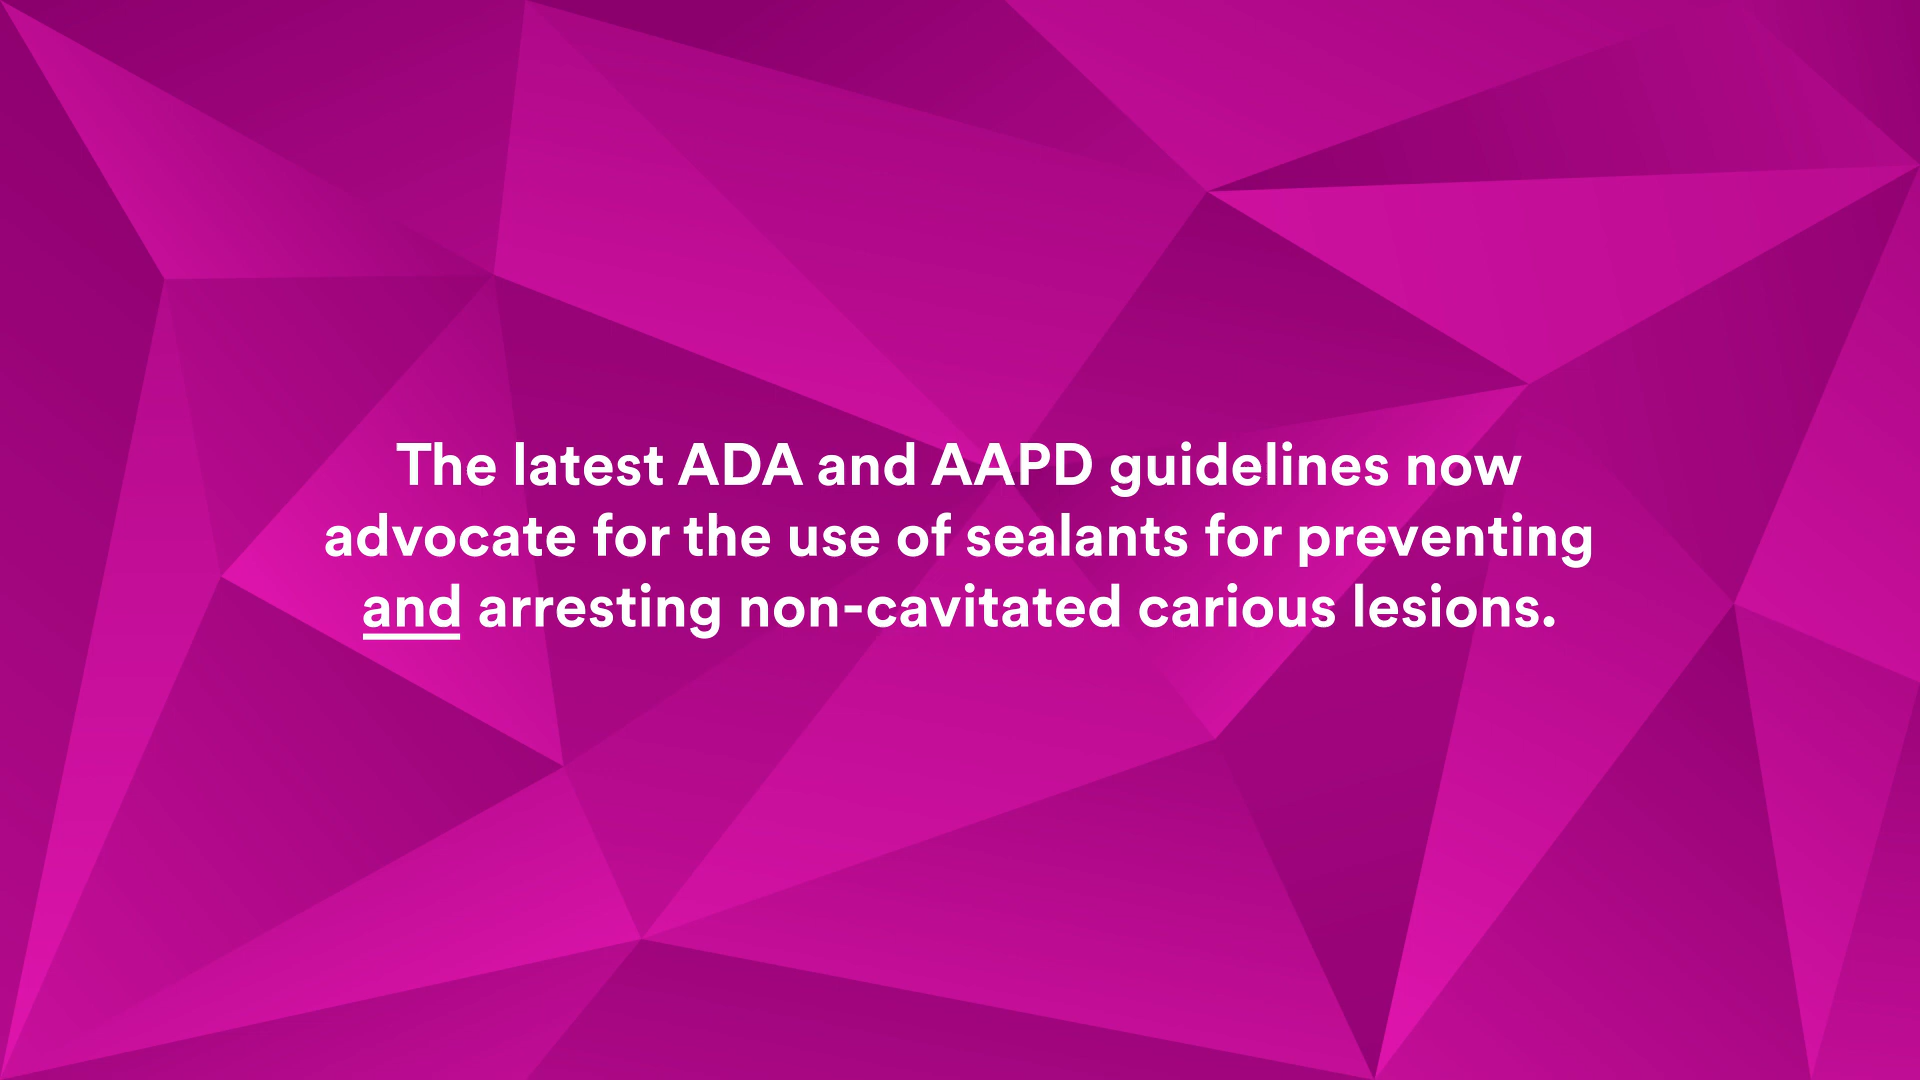 The latest ADA and AAPD guidelines now
advocate for the use of sealants for preventing
and arresting non-cavitated carious lesions.